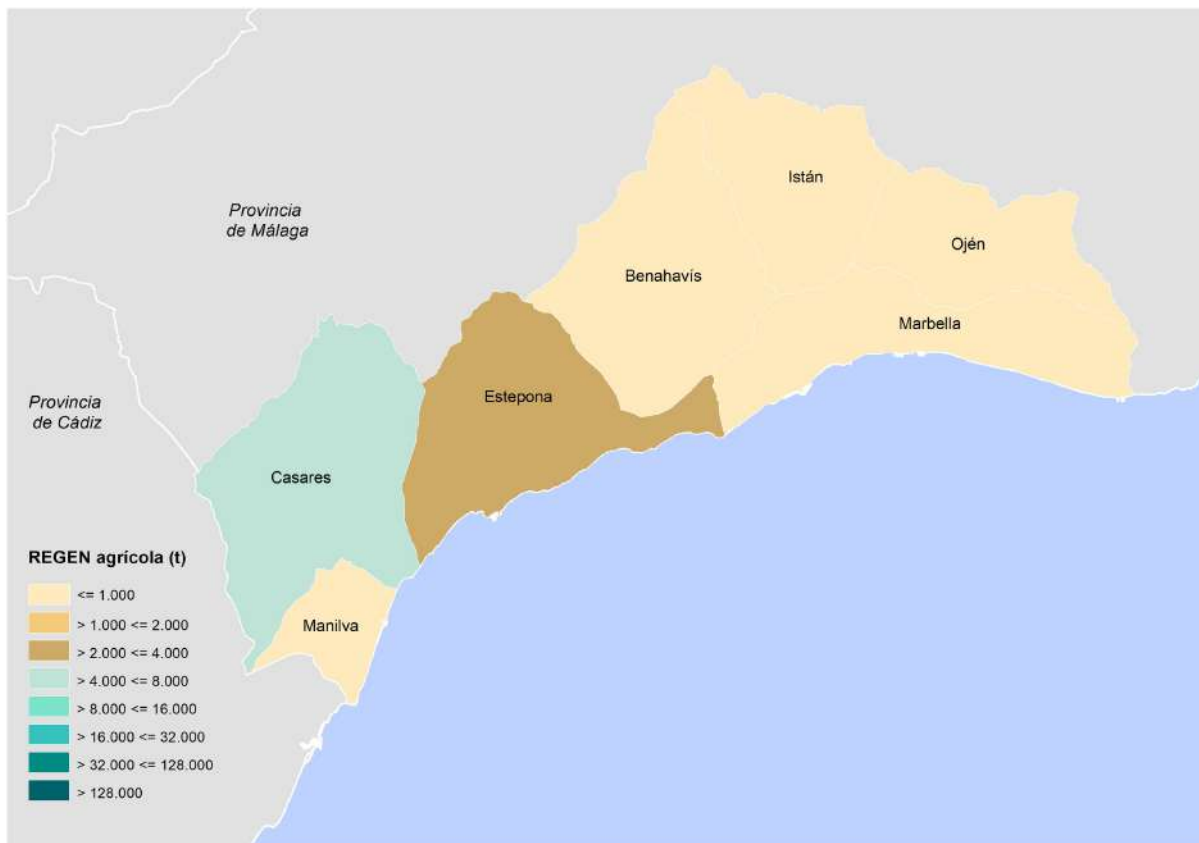 Istán
Provincia
de Málaga
Ojén
Benahavís
Marbella
Estepona
Provincia
de Cádiz
Casares
REGEN agrícola (t)
<= 1.000
> 1.000 <= 2.000
> 2.000 <= 4.000
> 4.000 <= 8.000
> 8.000 <= 16.000
> 16.000 <= 32.000
> 32.000 <= 128.000
> 128.000
Manilva